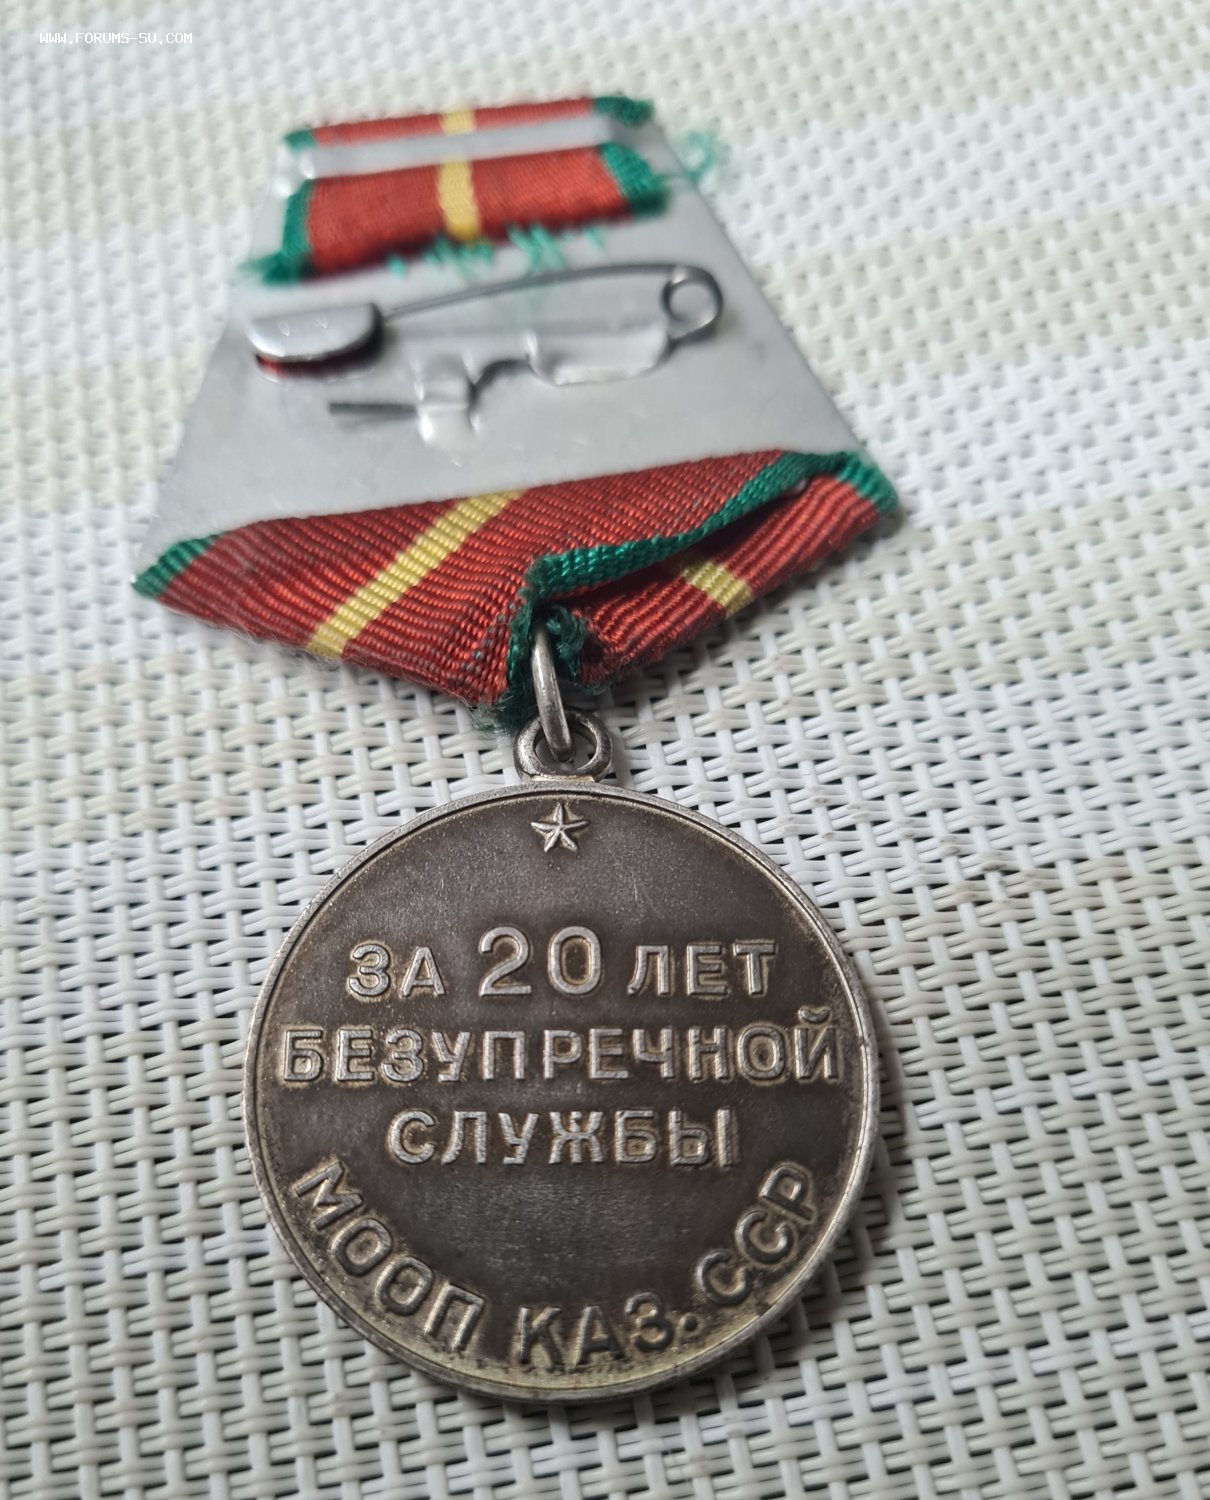 WWW.FORUMS-SU.COM
ЗА 20 ЛЕТ
БЕЗУПРЕЧНОЙ
СЛУЖБЫ
МООП КАЗ. ССР